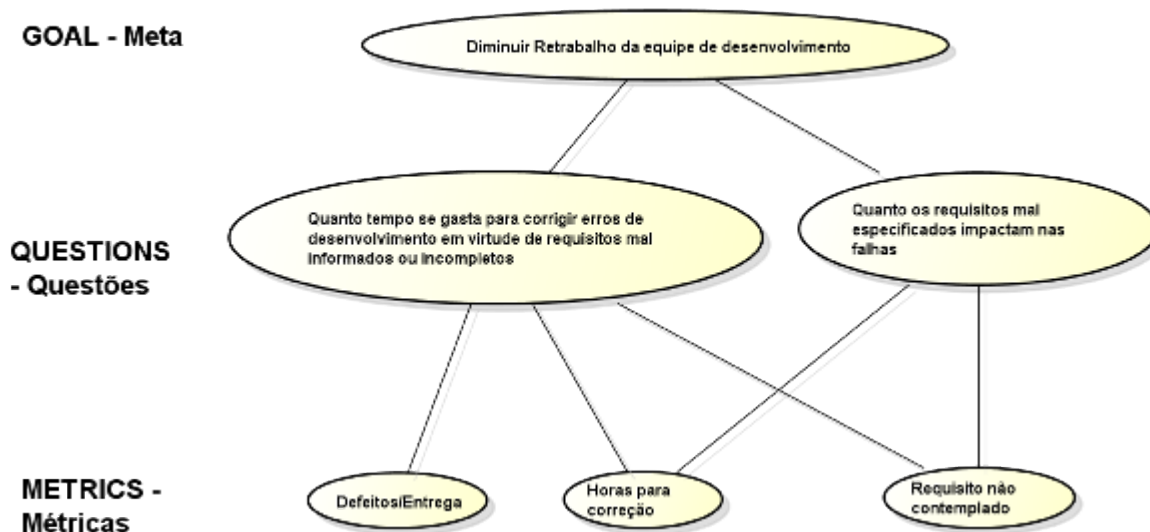 GOAL - Meta
Diminuir Retrabalho da equipe de desenvolvimento
QUESTIONS
- Questões
Quanto tempo se gasta para corrigir erros de
desenvolvimento em virtude de requisitos mal
informados ou incompletos
Quanto os requisitos mal
especificados impactam nas
falhas
METRICS -
Métricas
Defeitos/Entrega
Horas para
correção
Requisito não
contemplado